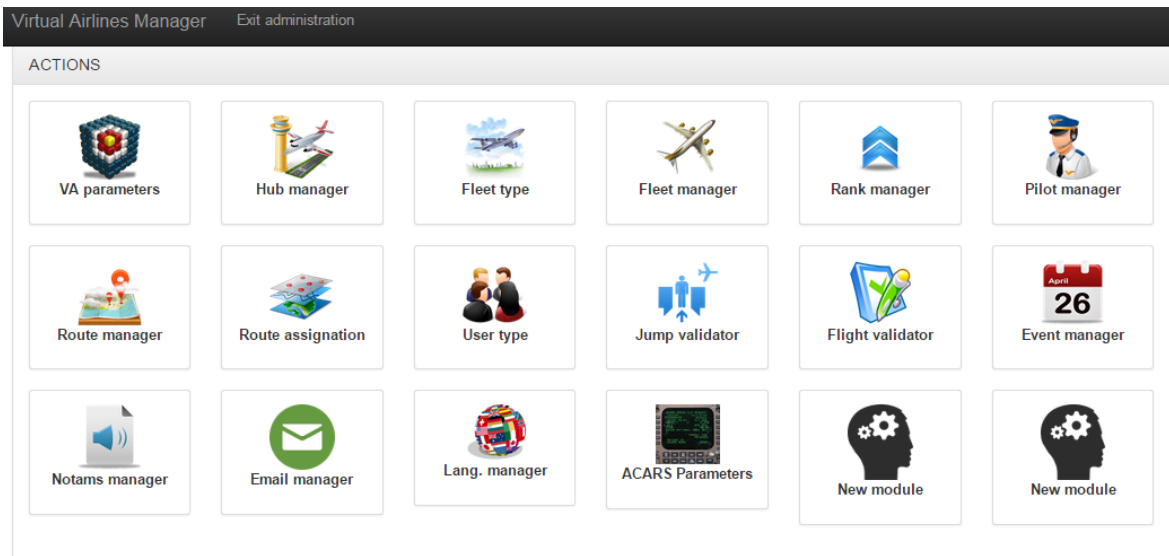 Virtual Airlines Manager Exit administration
ACTIONS
VA parameters
Hub manager
Fleet type
Fleet manager
Rank manager
Pilot manager
Route manager
Route assignation
User type
Jump validator
Flight validator
April
26
Event manager
Notams manager
Email manager
Lang. manager
ACARS Parameters
New module
New module